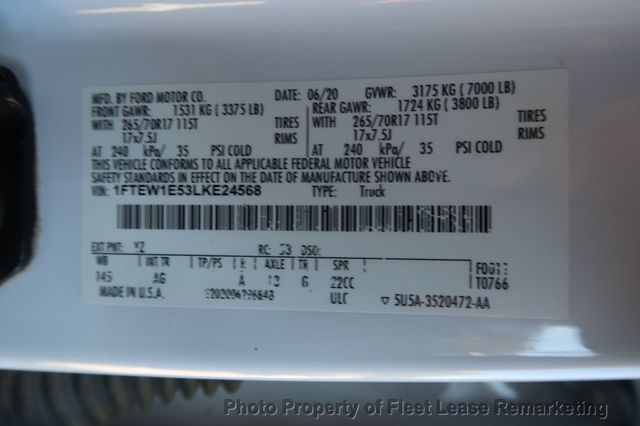 MFD. BY FORD MOTOR CO. DATE: 06/20 GVWR: 3175 KG ( 7000 LB)
FRONT GAWR: 1531 KG ( 3375 LB) REAR GAWR: 1724 KG ( 3800 LB)
WITH 265/70R17 115T TIRES WITH 265/70R17 115T TIRES
17x7.5J RIMS 17x7.5J RIMS
AT 240 kPa/ 35 PSI COLD AT 240 kPa/ 35 PSI COLD
THIS VEHICLE CONFORMS TO ALL APPLICABLE FEDERAL MOTOR VEHICLE
SAFETY STANDARDS IN EFFECT ON THE DATE OF MANUFACTURE SHOWN ABOVE.
VIN: 1FTEW1E53LKE24568 TYPE: Truck
EXT PNT: YZ RC: 53 DSO:
WB INT TR TP/PS R AXLE TR SPR
145 AG A 6 22CC
T0766
MADE IN U.S.A. ULC ▽ 5U5A-3520472-AA
Photo Property of Fleet Lease Remarketing